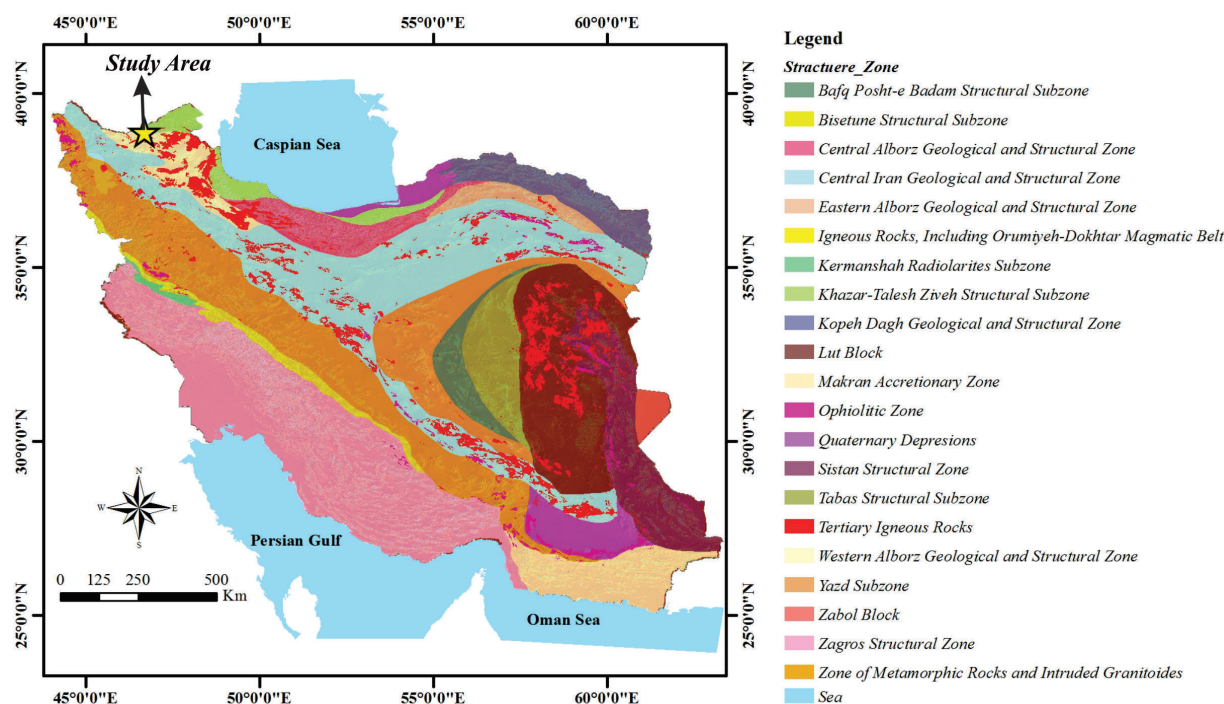 45°0'0"E 50°0'0"E 55°0'0"E 60°0'0"E
Study Area
40°0'0"N
40°0'0"N
Caspian Sea
35°0'0"N
35°0'0"N
30°0'0"N
30°0'0"N
N
W E
S
Persian Gulf
0 125 250 500
Km
Oman Sea
25°0'0"N
25°0'0"N
45°0'0"E 50°0'0"E 55°0'0"E 60°0'0"E
Legend
Stractuere_Zone
Bafq Posht-e Badam Structural Subzone
Bisetune Structural Subzone
Central Alborz Geological and Structural Zone
Central Iran Geological and Structural Zone
Eastern Alborz Geological and Structural Zone
Igneous Rocks, Including Orumiyeh-Dokhtar Magmatic Belt
Kermanshah Radiolarites Subzone
Khazar-Talesh Ziveh Structural Subzone
Kopeh Dagh Geological and Structural Zone
Lut Block
Makran Accretionary Zone
Ophiolitic Zone
Quaternary Depresions
Sistan Structural Zone
Tabas Structural Subzone
Tertiary Igneous Rocks
Western Alborz Geological and Structural Zone
Yazd Subzone
Zabol Block
Zagros Structural Zone
Zone of Metamorphic Rocks and Intruded Granitoides
Sea